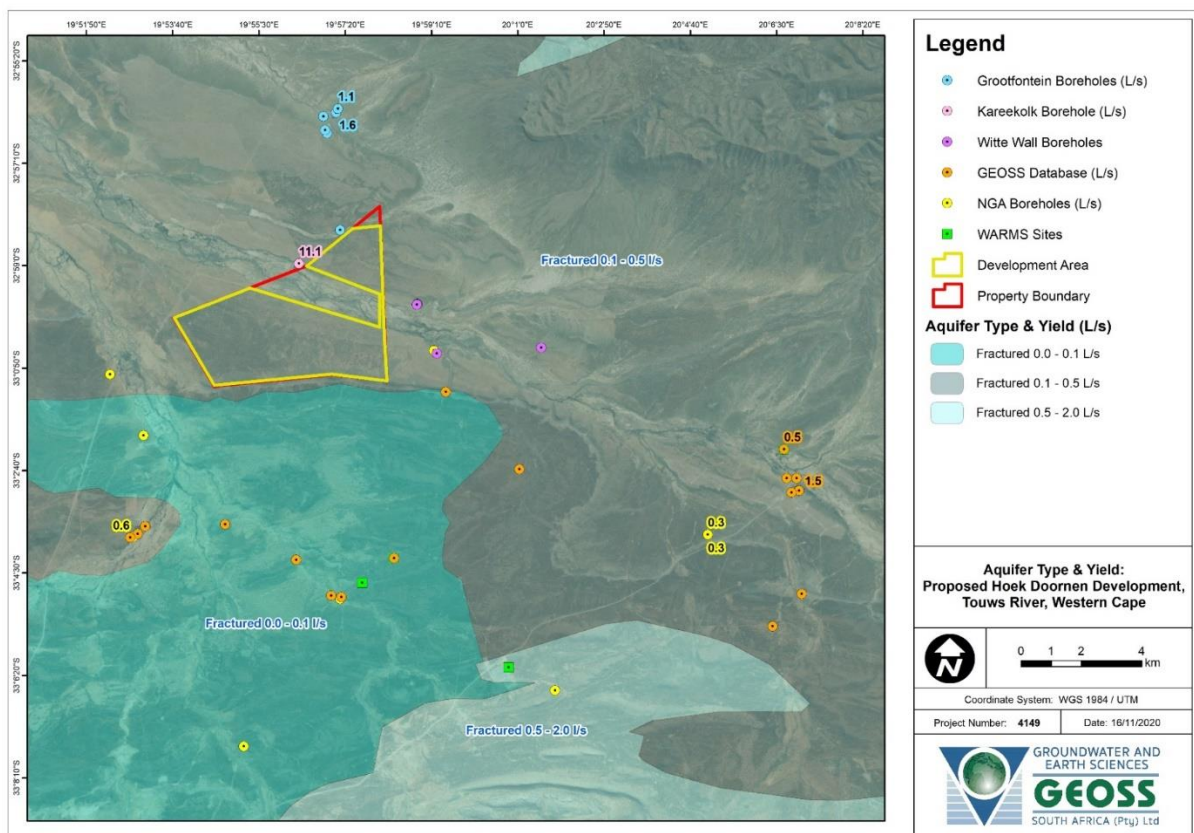 19°51'50"E 19°53'40"E 19°55'30"E 19°57'20"E 19°59'10"E 20°1'0"E 20°2'50"E 20°4'40"E 20°6'30"E 20°8'20"E
32°55'20"S
32°57'10"S
32°59'0"S
33°0'50"S
33°2'40"S
33°4'30"S
33°6'20"S
33°8'10"S
1.1
1.6
11.1
Fractured 0.1 - 0.5 l/s
0.5
1.5
0.6
0.3
0.3
Fractured 0.0 - 0.1 l/s
Fractured 0.5 - 2.0 l/s
Legend
Grootfontein Boreholes (L/s)
Kareekolk Borehole (L/s)
Witte Wall Boreholes
GEOSS Database (L/s)
NGA Boreholes (L/s)
WARMS Sites
Development Area
Property Boundary
Aquifer Type & Yield (L/s)
Fractured 0.0 - 0.1 L/s
Fractured 0.1 - 0.5 L/s
Fractured 0.5 - 2.0 L/s
Aquifer Type & Yield:
Proposed Hoek Doornen Development,
Touws River, Western Cape
N
0 1 2 4
km
Coordinate System: WGS 1984 / UTM
Project Number: 4149 Date: 16/11/2020
GROUNDWATER AND
EARTH SCIENCES
GEOSS
SOUTH AFRICA (Pty) Ltd